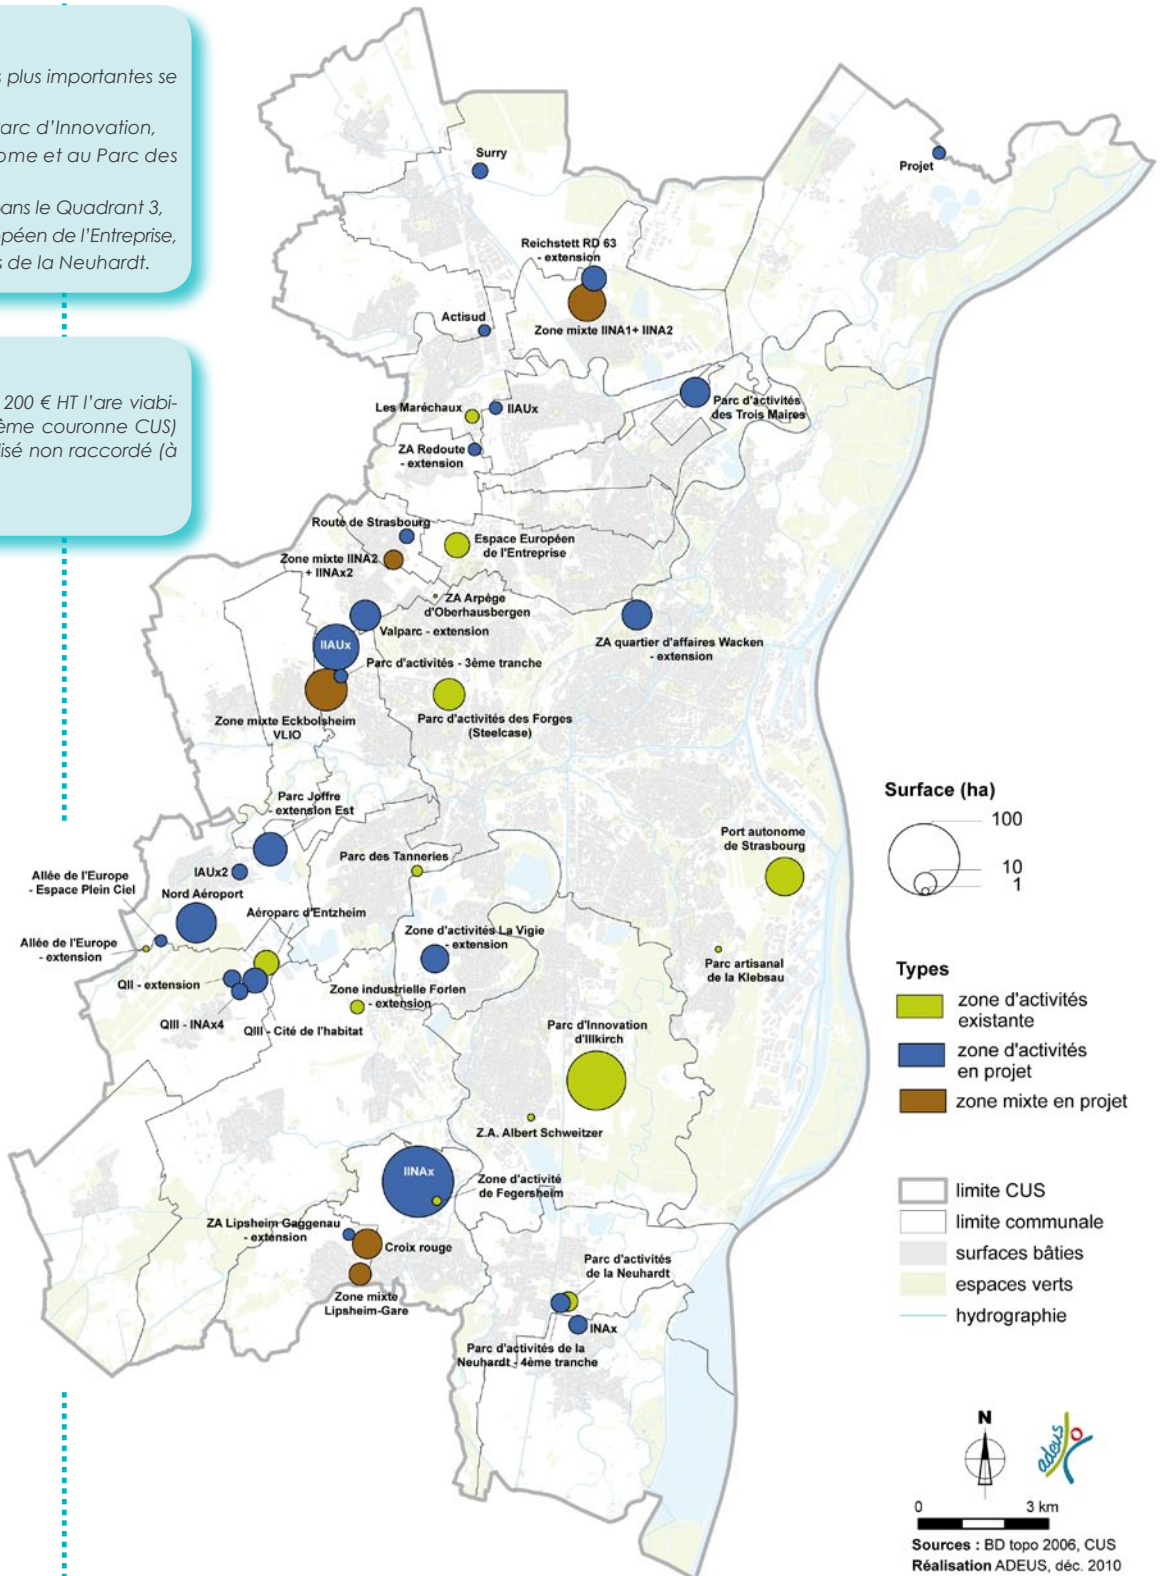 s plus importantes se
arc d'Innovation,
ome et au Parc des
ans le Quadrant 3,
opéen de l'Entreprise,
s de la Neuhardt.
200 € HT l'are viabi-
ème couronne CUS)
lisé non raccordé (à
Surry
Projet
Reichstett RD 63
- extension
Zone mixte IINA1+ IINA2
Actisud
Les Maréchaux
IIAUx
Parc d'activités
des Trois Maires
ZA Redoute
- extension
Route de Strasbourg
Espace Européen
de l'Entreprise
Zone mixte IINA2
+ IINAx2
ZA Arpège
d'Oberhausbergen
Valparc - extension
ZA quartier d'affaires Wacken
- extension
IIAUx
Parc d'activités - 3ème tranche
Zone mixte Eckbolsheim
VLIO
Parc d'activités des Forges
(Steelcase)
Parc Joffre
- extension Est
IAUx2
Parc des Tanneries
Port autonome
de Strasbourg
Allée de l'Europe
- Espace Plein Ciel
Nord Aéroport
Aéroparc d'Entzheim
Allée de l'Europe
- extension
Zone d'activités La Vigie
- extension
Parc artisanal
de la Klebsau
QII - extension
Zone industrielle Forlen
- extension
QIII - INAx4
QIII - Cité de l'habitat
Parc d'Innovation
d'Illkirch
Z.A. Albert Schweitzer
IINAx
Zone d'activité
de Fegersheim
ZA Lipsheim Gaggenau
- extension
Croix rouge
Zone mixte
Lipsheim-Gare
Parc d'activités
de la Neuhardt
INAx
Parc d'activités de la
Neuhardt - 4ème tranche
Surface (ha)
100
10
1
Types
zone d'activités
existante
zone d'activités
en projet
zone mixte en projet
limite CUS
limite communale
surfaces bâties
espaces verts
hydrographie
N
adeus
0 3 km
Sources : BD topo 2006, CUS
Réalisation ADEUS, déc. 2010